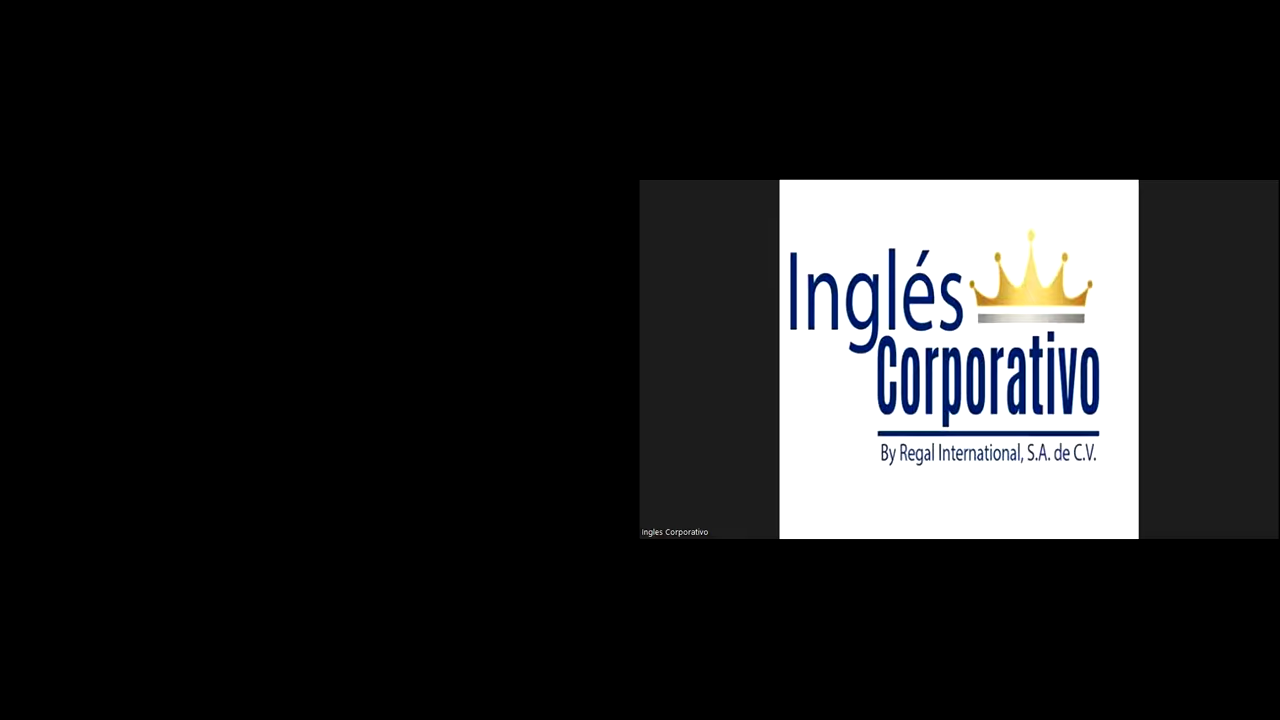 Inglés
Corporativo
By Regal International, S.A. de C.V.
Ingles Corporativo